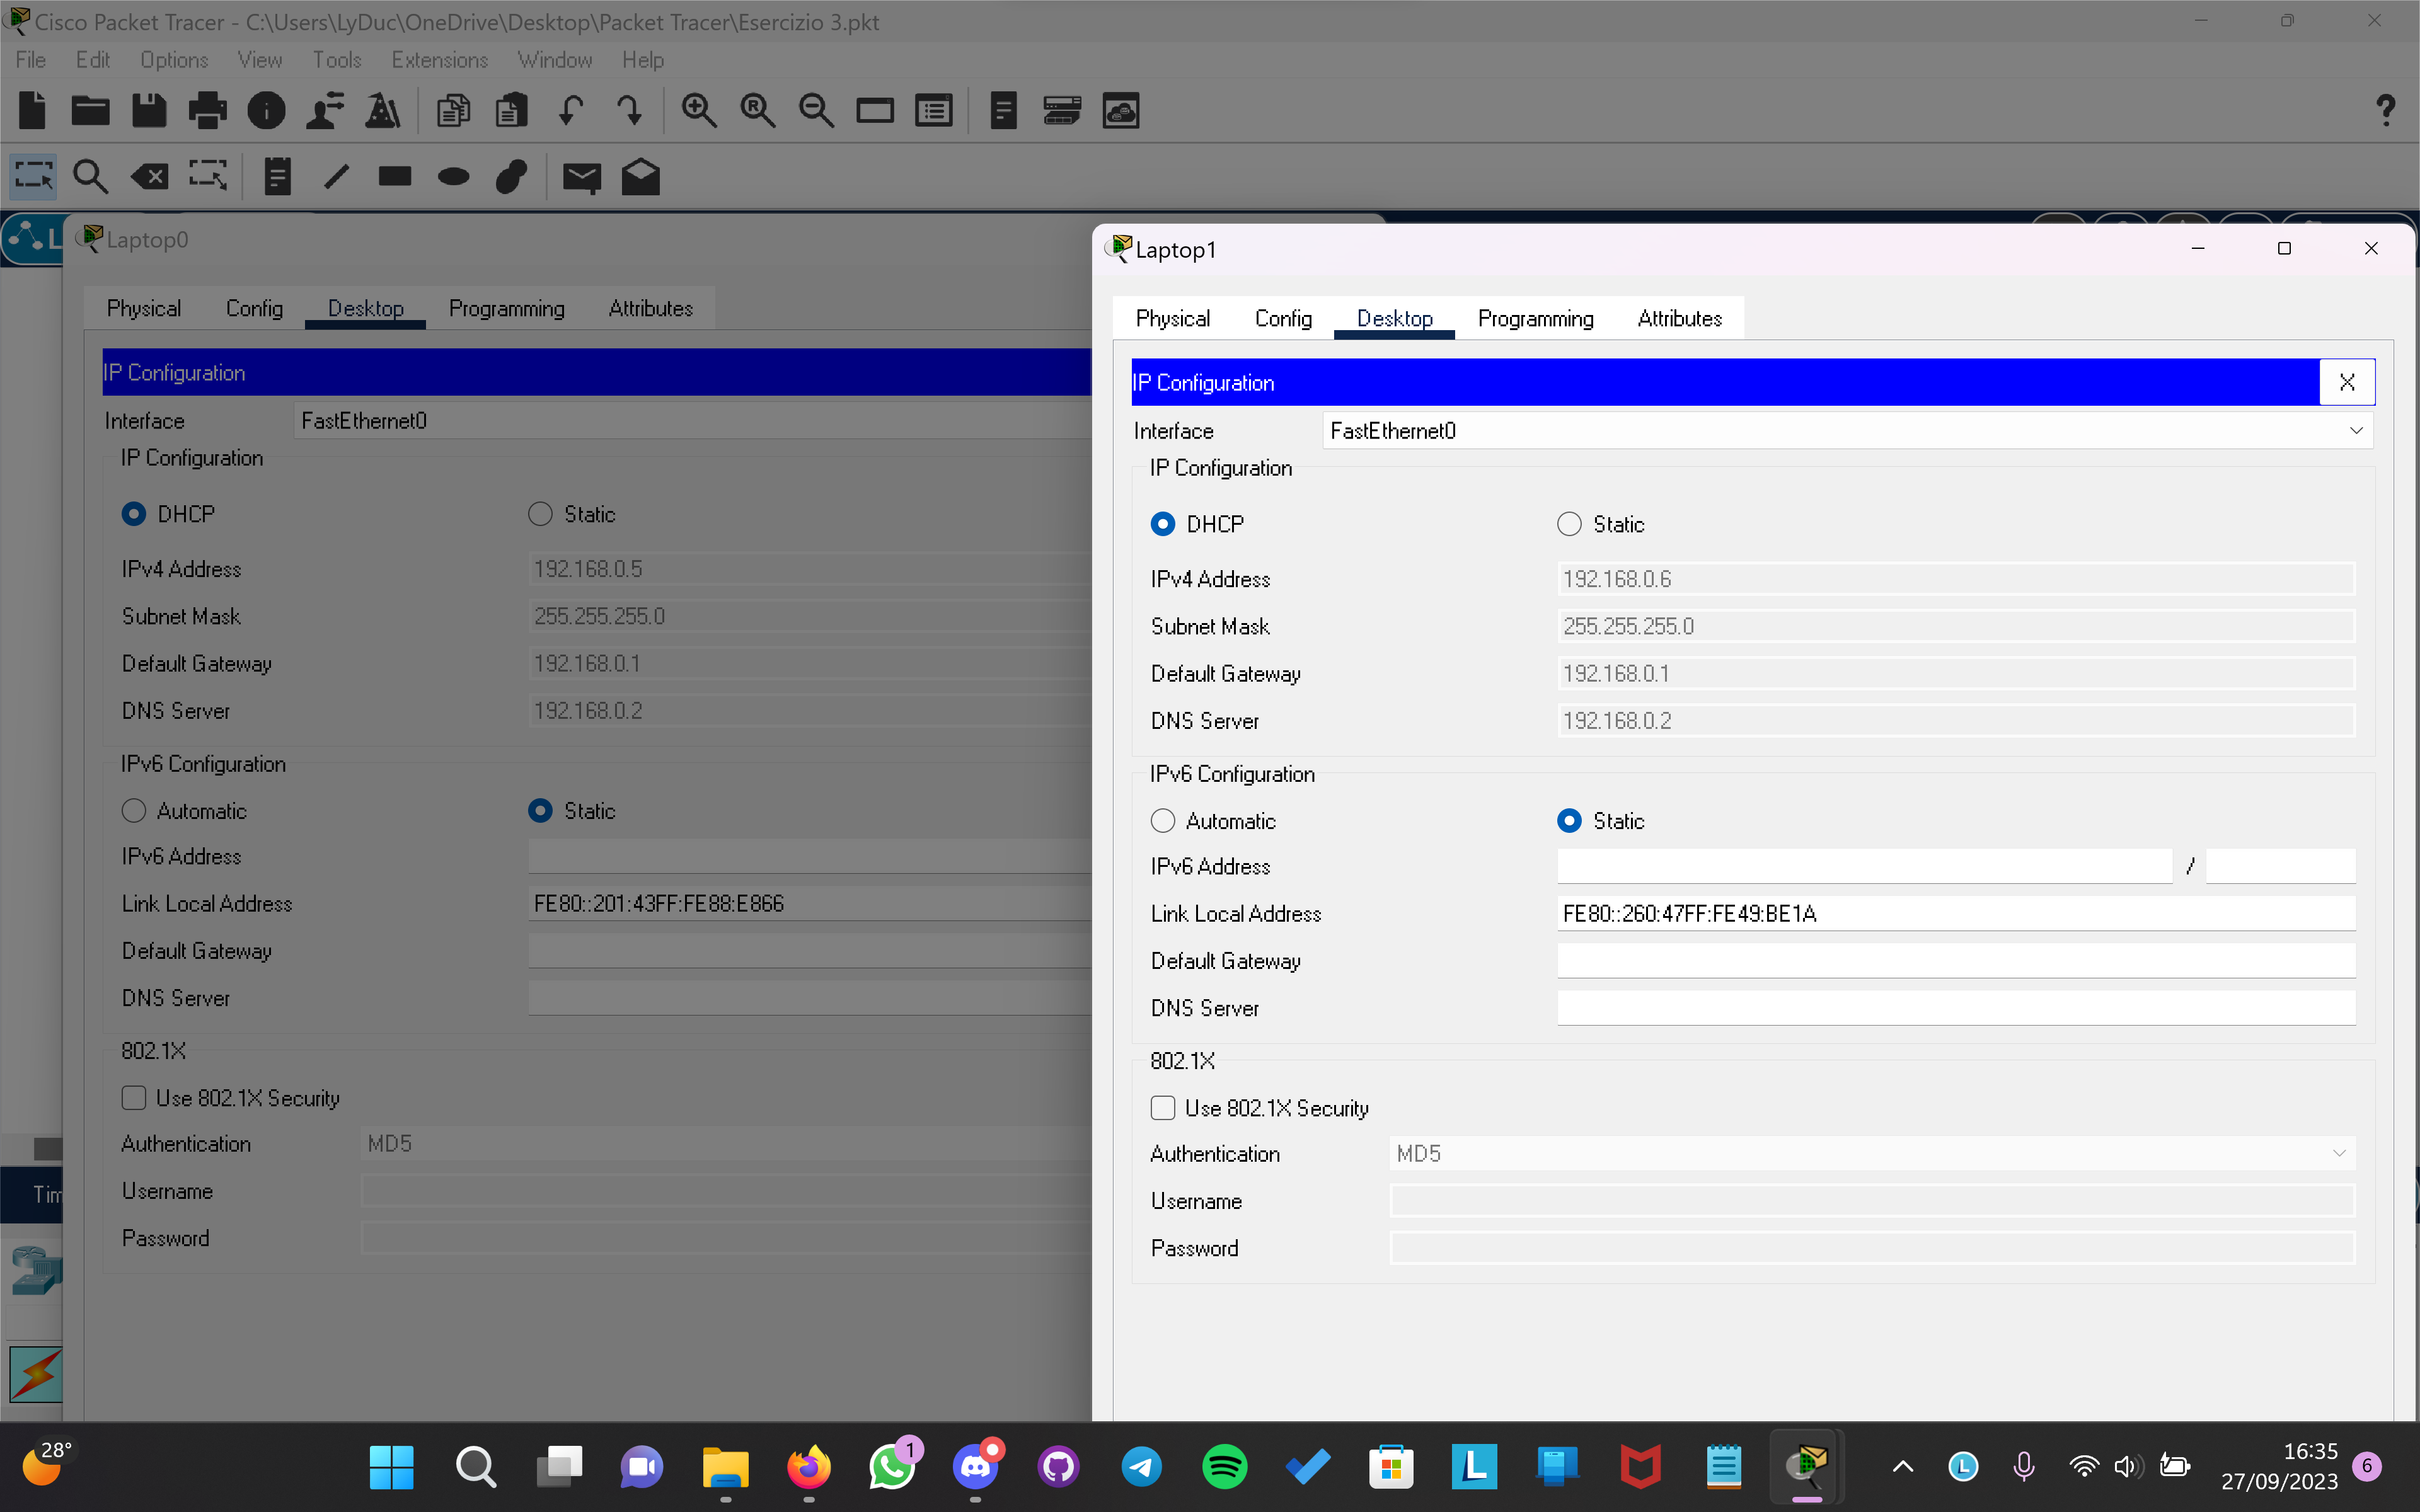 Cisco Packet Tracer - C:\Users\LyDuc\OneDrive\Desktop\Packet Tracer\Esercizio 3.pkt
File Edit Options View Tools Extensions Window Help
L
Laptop0
Physical Config Desktop Programming Attributes
IP Configuration
Interface FastEthernet0
IP Configuration
DHCP Static
IPv4 Address 192.168.0.5
Subnet Mask 255.255.255.0
Default Gateway 192.168.0.1
DNS Server 192.168.0.2
IPv6 Configuration
Automatic Static
IPv6 Address
Link Local Address FE80::201:43FF:FE88:E866
Default Gateway
DNS Server
802.1X
Use 802.1X Security
Authentication MD5
Username
Password
Tim
Laptop1
Physical Config Desktop Programming Attributes
IP Configuration X
Interface FastEthernet0
IP Configuration
DHCP Static
IPv4 Address 192.168.0.6
Subnet Mask 255.255.255.0
Default Gateway 192.168.0.1
DNS Server 192.168.0.2
IPv6 Configuration
Automatic Static
IPv6 Address /
Link Local Address FE80::260:47FF:FE49:BE1A
Default Gateway
DNS Server
802.1X
Use 802.1X Security
Authentication MD5
Username
Password
28°
1
L
L
16:35
27/09/2023
6